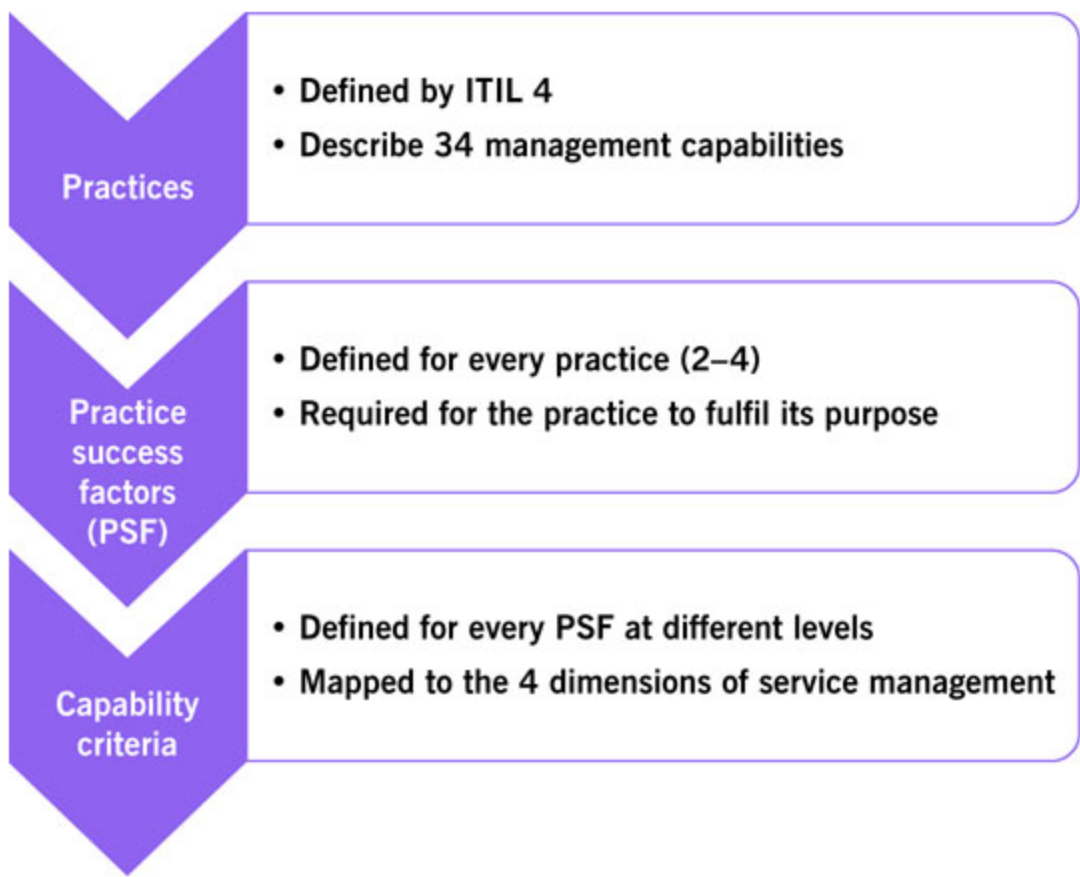 Practices
• Defined by ITIL 4
• Describe 34 management capabilities
Practice
success
factors
(PSF)
• Defined for every practice (2–4)
• Required for the practice to fulfil its purpose
Capability
criteria
• Defined for every PSF at different levels
• Mapped to the 4 dimensions of service management